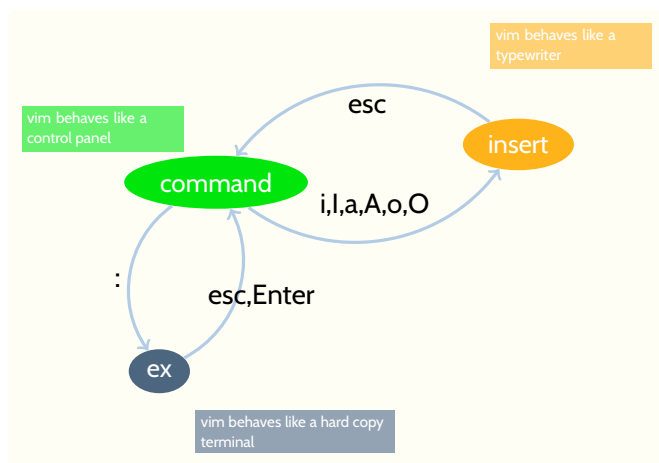 vim behaves like a
typewriter
esc
vim behaves like a
control panel
insert
command
i,I,a,A,o,O
:
esc,Enter
ex
vim behaves like a hard copy
terminal